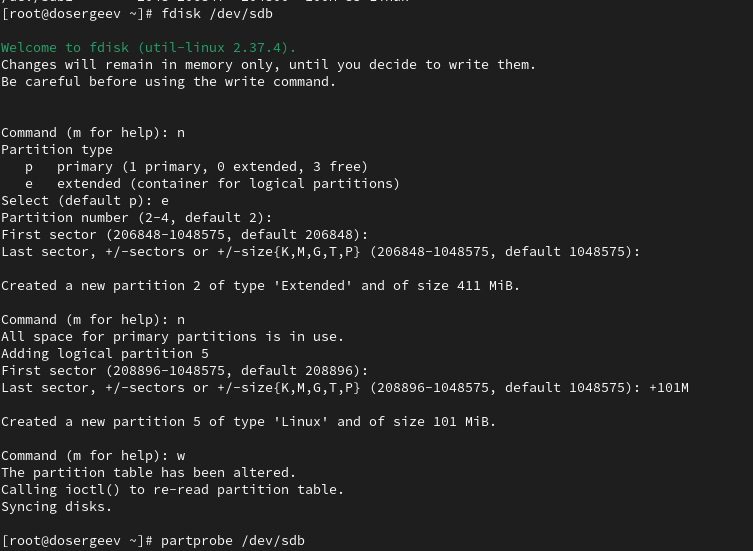 [root@dosergeev ~]# fdisk /dev/sdb
Welcome to fdisk (util-linux 2.37.4).
Changes will remain in memory only, until you decide to write them.
Be careful before using the write command.
Command (m for help): n
Partition type
   p   primary (1 primary, 0 extended, 3 free)
   e   extended (container for logical partitions)
Select (default p): e
Partition number (2-4, default 2):
First sector (206848-1048575, default 206848):
Last sector, +/-sectors or +/-size{K,M,G,T,P} (206848-1048575, default 1048575):
Created a new partition 2 of type 'Extended' and of size 411 MiB.
Command (m for help): n
All space for primary partitions is in use.
Adding logical partition 5
First sector (208896-1048575, default 208896):
Last sector, +/-sectors or +/-size{K,M,G,T,P} (208896-1048575, default 1048575): +101M
Created a new partition 5 of type 'Linux' and of size 101 MiB.
Command (m for help): w
The partition table has been altered.
Calling ioctl() to re-read partition table.
Syncing disks.
[root@dosergeev ~]# partprobe /dev/sdb